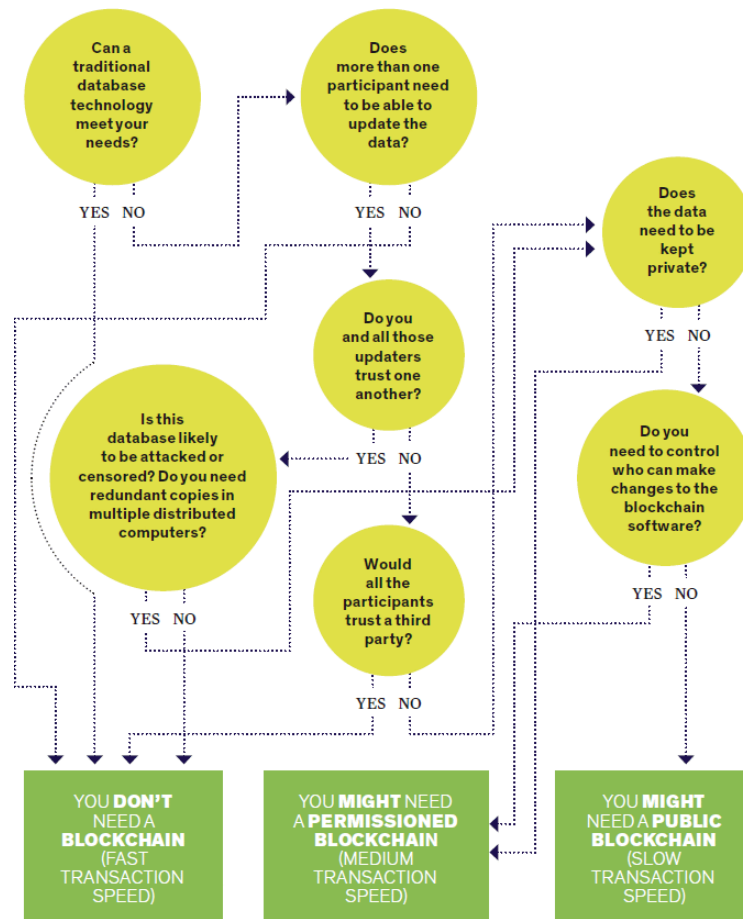 Can a
traditional
database
technology
meet your
needs?
YES NO
Does
more than one
participant need
to be able to
update the
data?
YES NO
Does
the data
need to be
kept
private?
YES NO
Do you
and all those
updaters
trust one
another?
YES NO
Is this
database likely
to be attacked or
censored? Do you need
redundant copies in
multiple distributed
computers?
YES NO
Do you
need to control
who can make
changes to the
blockchain
software?
YES NO
Would
all the
participants
trust a third
party?
YES NO
YOU DON’T
NEED A
BLOCKCHAIN
(FAST
TRANSACTION
SPEED)
YOU MIGHT NEED
A PERMISSIONED
BLOCKCHAIN
(MEDIUM
TRANSACTION
SPEED)
YOU MIGHT
NEED A PUBLIC
BLOCKCHAIN
(SLOW
TRANSACTION
SPEED)